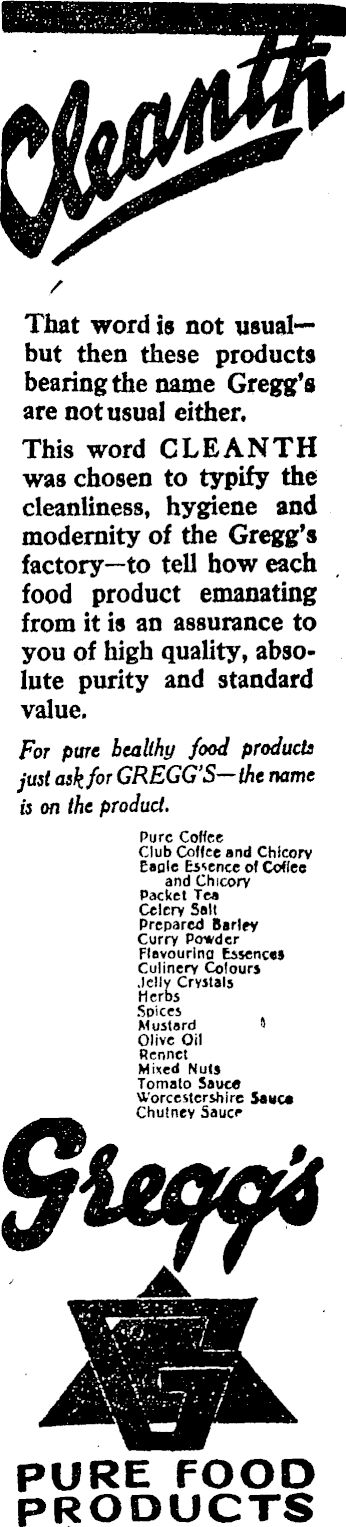 Cleanth
That word is not usual—
but then these products
bearing the name Gregg's
are not usual either.
This word CLEANTH
was chosen to typify the
cleanliness, hygiene and
modernity of the Gregg's
factory—to tell how each
food product emanating
from it is an assurance to
you of high quality, abso-
lute purity and standard
value.
For pure healthy food products
just ask for GREGG'S—the name
is on the product.
Pure Coffee
Club Coffee and Chicory
Eagle Essence of Coffee
and Chicory
Packet Tea
Celery Salt
Prepared Barley
Curry Powder
Flavouring Essences
Culinery Colours
Jelly Crystals
Herbs
Spices
Mustard
Olive Oil
Rennet
Mixed Nuts
Tomato Sauce
Worcestershire Sauce
Chutney Sauce
Gregg's
G
PURE FOOD
PRODUCTS